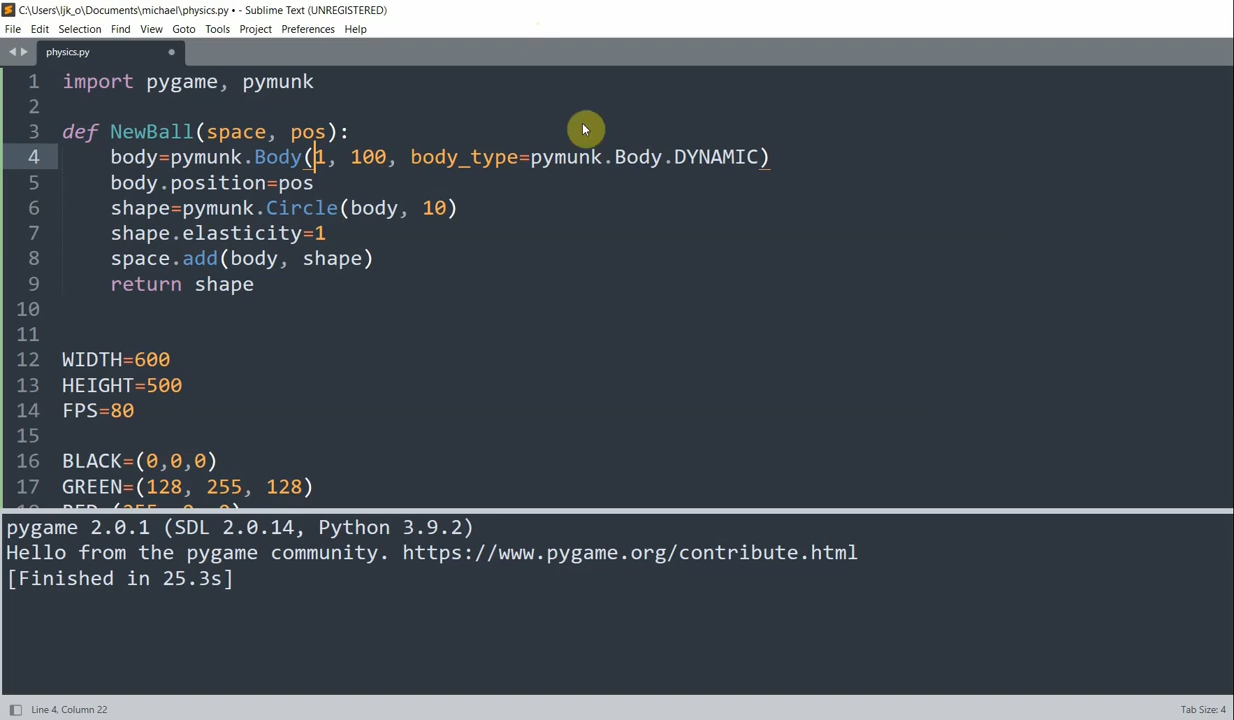 C:\Users\ljk_o\Documents\michael\physics.py • - Sublime Text (UNREGISTERED)
File Edit Selection Find View Goto Tools Project Preferences Help
physics.py
1 import pygame, pymunk
2
3 def NewBall(space, pos):
4 body=pymunk.Body(1, 100, body_type=pymunk.Body.DYNAMIC)
5 body.position=pos
6 shape=pymunk.Circle(body, 10)
7 shape.elasticity=1
8 space.add(body, shape)
9 return shape
10
11
12 WIDTH=600
13 HEIGHT=500
14 FPS=80
15
16 BLACK=(0,0,0)
17 GREEN=(128, 255, 128)
pygame 2.0.1 (SDL 2.0.14, Python 3.9.2)
Hello from the pygame community. https://www.pygame.org/contribute.html
[Finished in 25.3s]
Line 4, Column 22
Tab Size: 4